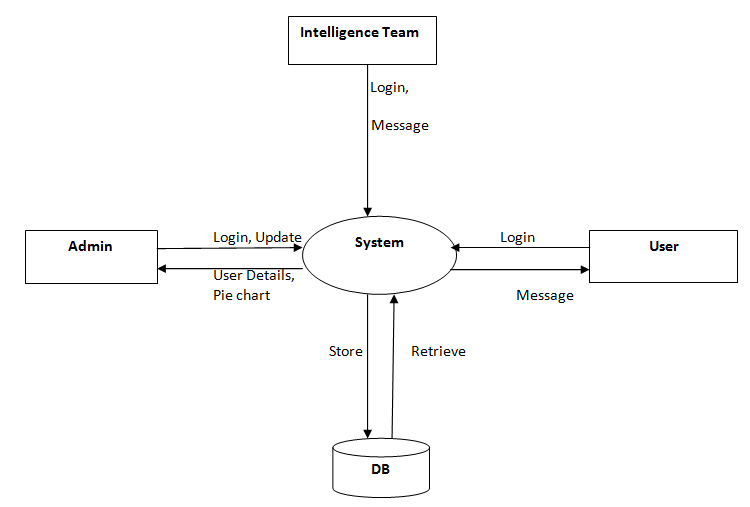 Intelligence Team
Login,
Message
Admin
Login, Update
System
Login
User
User Details,
Pie chart
Message
Store
Retrieve
DB